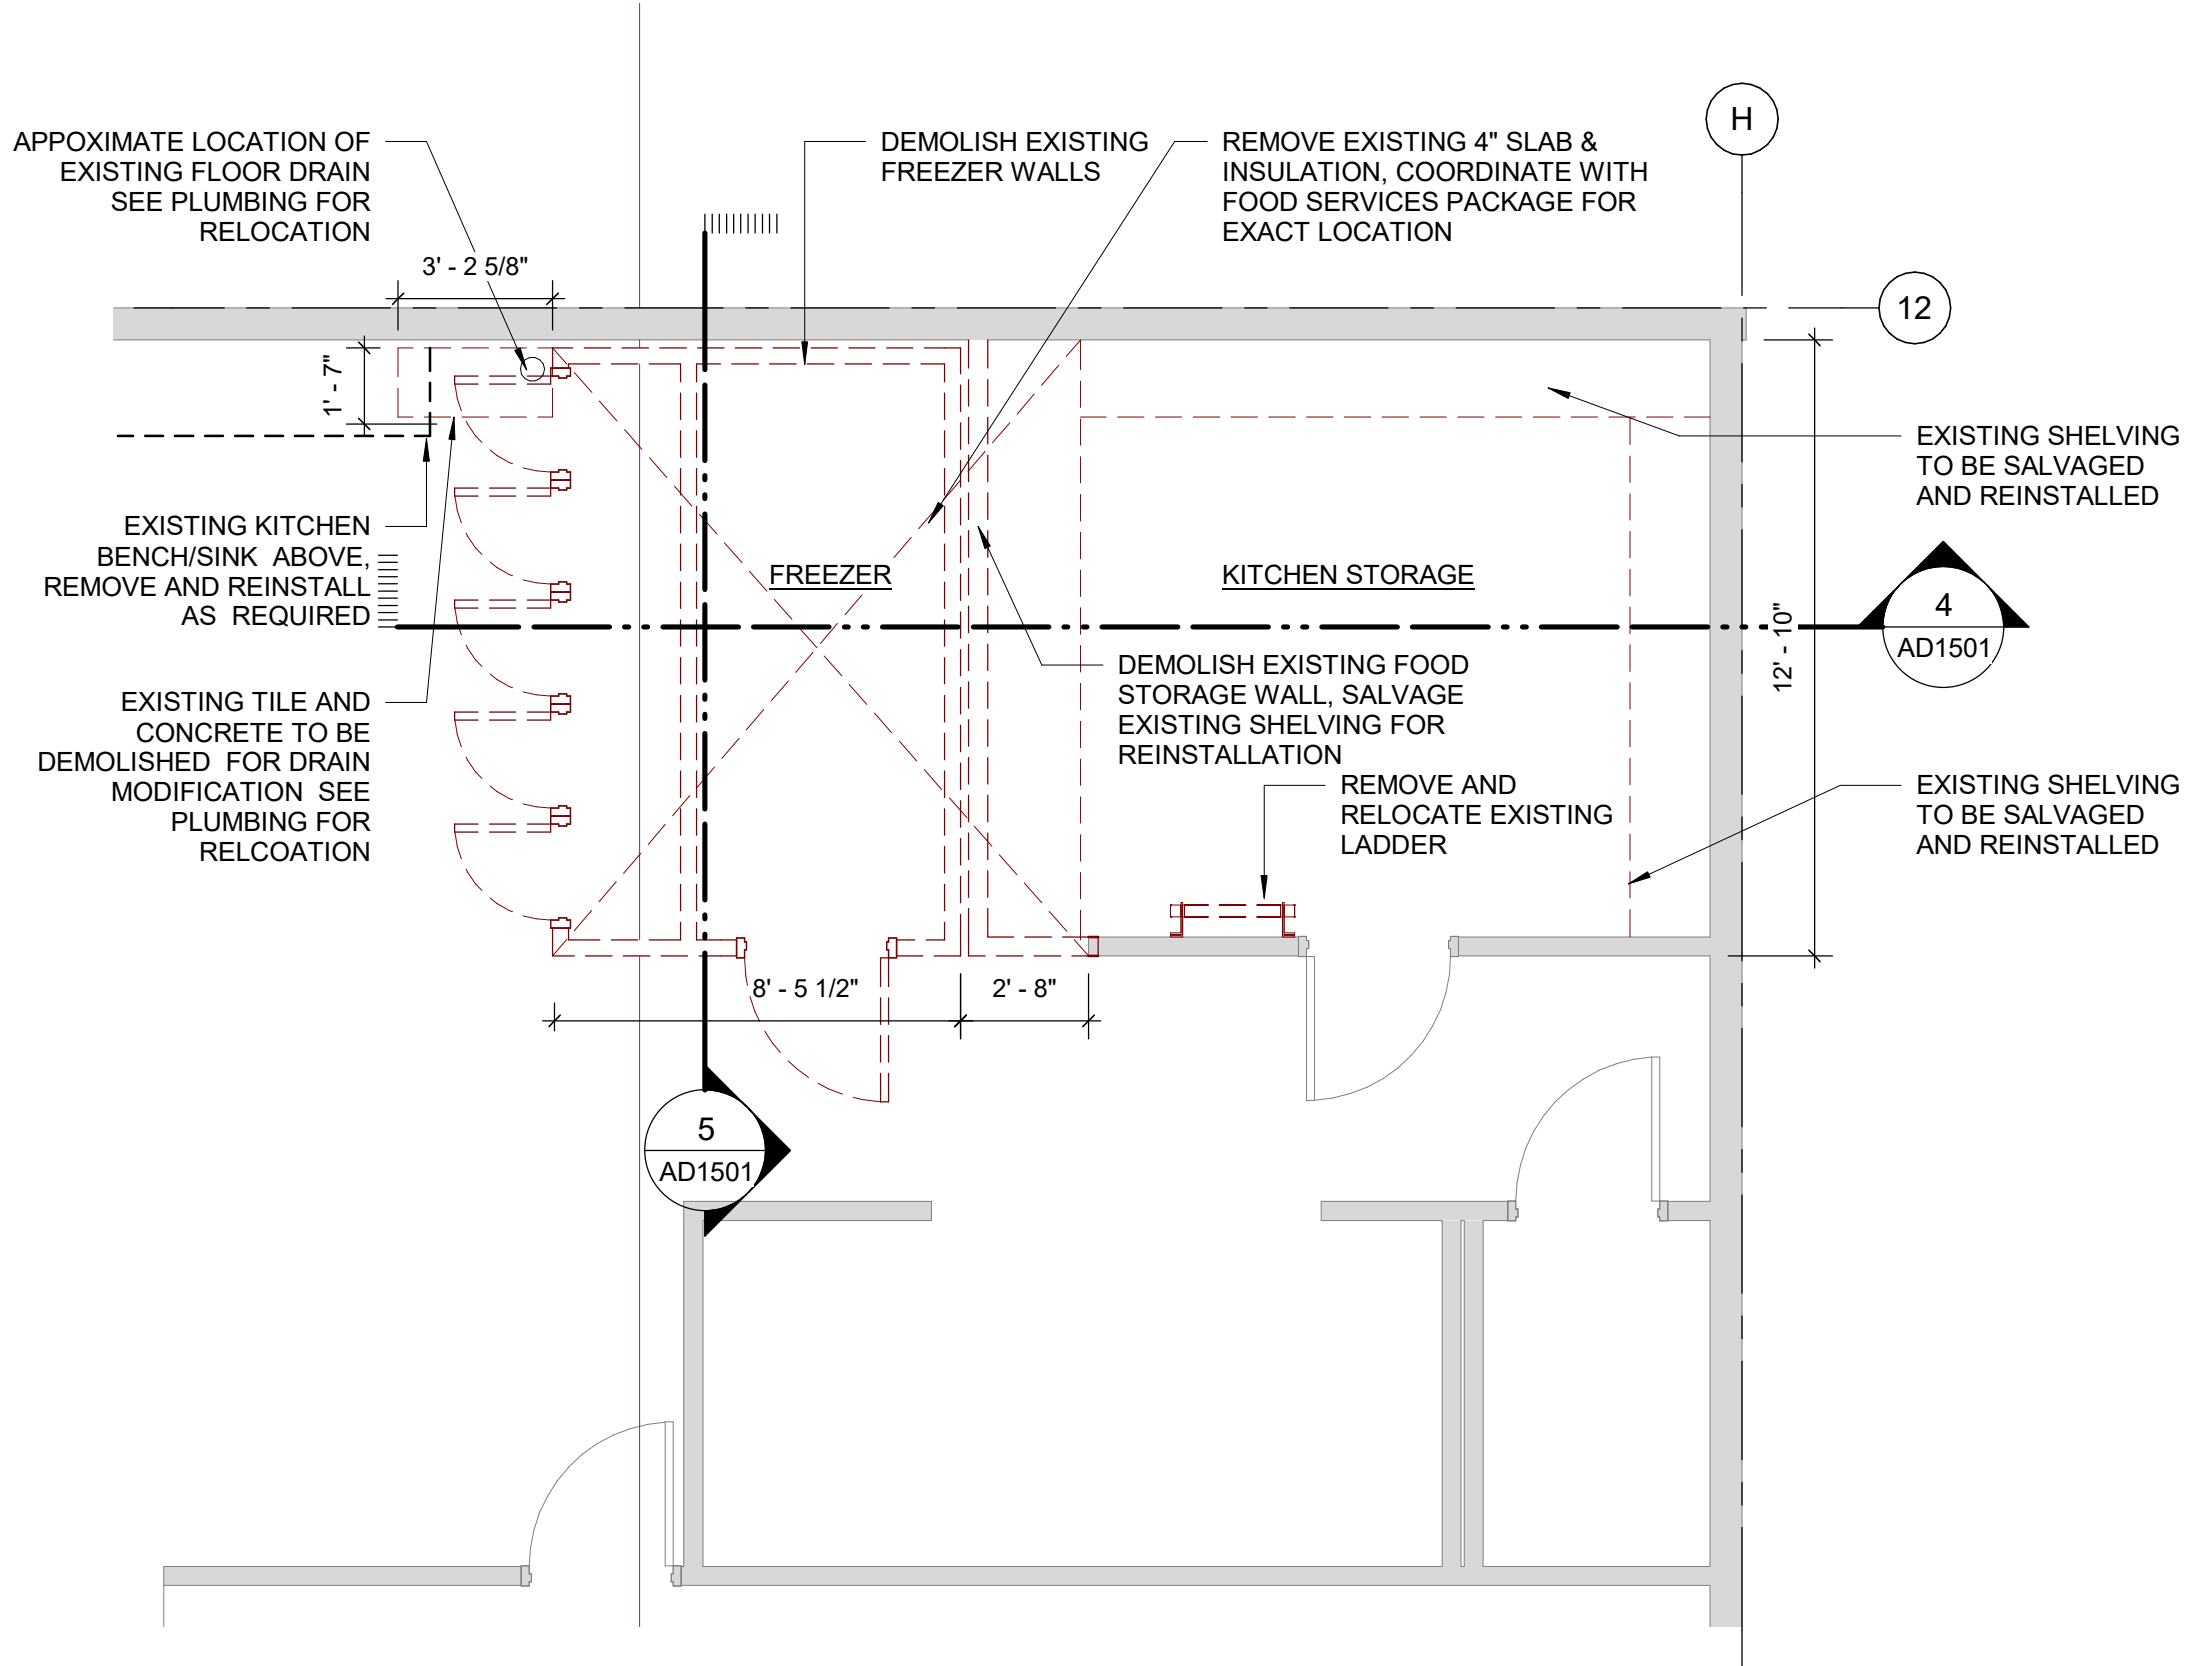 H
APPOXIMATE LOCATION OF
EXISTING FLOOR DRAIN
SEE PLUMBING FOR
RELOCATION
DEMOLISH EXISTING
FREEZER WALLS
REMOVE EXISTING 4" SLAB &
INSULATION, COORDINATE WITH
FOOD SERVICES PACKAGE FOR
EXACT LOCATION
3' - 2 5/8"
12
1' - 7"
EXISTING SHELVING
TO BE SALVAGED
AND REINSTALLED
EXISTING KITCHEN
BENCH/SINK ABOVE,
REMOVE AND REINSTALL
AS REQUIRED
FREEZER
KITCHEN STORAGE
4
AD1501
12' - 10"
DEMOLISH EXISTING FOOD
STORAGE WALL, SALVAGE
EXISTING SHELVING FOR
REINSTALLATION
EXISTING TILE AND
CONCRETE TO BE
DEMOLISHED FOR DRAIN
MODIFICATION SEE
PLUMBING FOR
RELCOATION
REMOVE AND
RELOCATE EXISTING
LADDER
EXISTING SHELVING
TO BE SALVAGED
AND REINSTALLED
8' - 5 1/2"
2' - 8"
5
AD1501